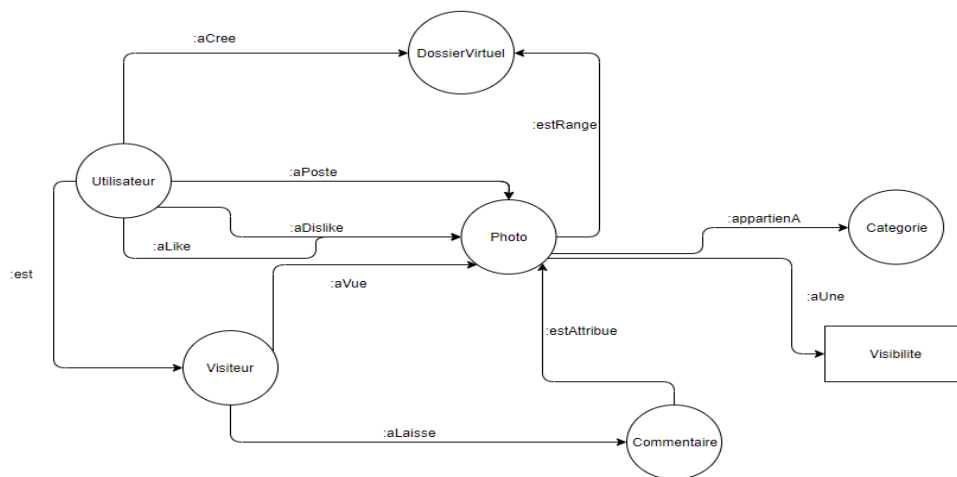 :aCree
DossierVirtuel
:estRange
Utilisateur
:aPoste
:aDislike
:aLike
Photo
:appartienA
Categorie
:est
:aVue
:aUne
:estAttribue
Visibilite
Visiteur
:aLaisse
Commentaire